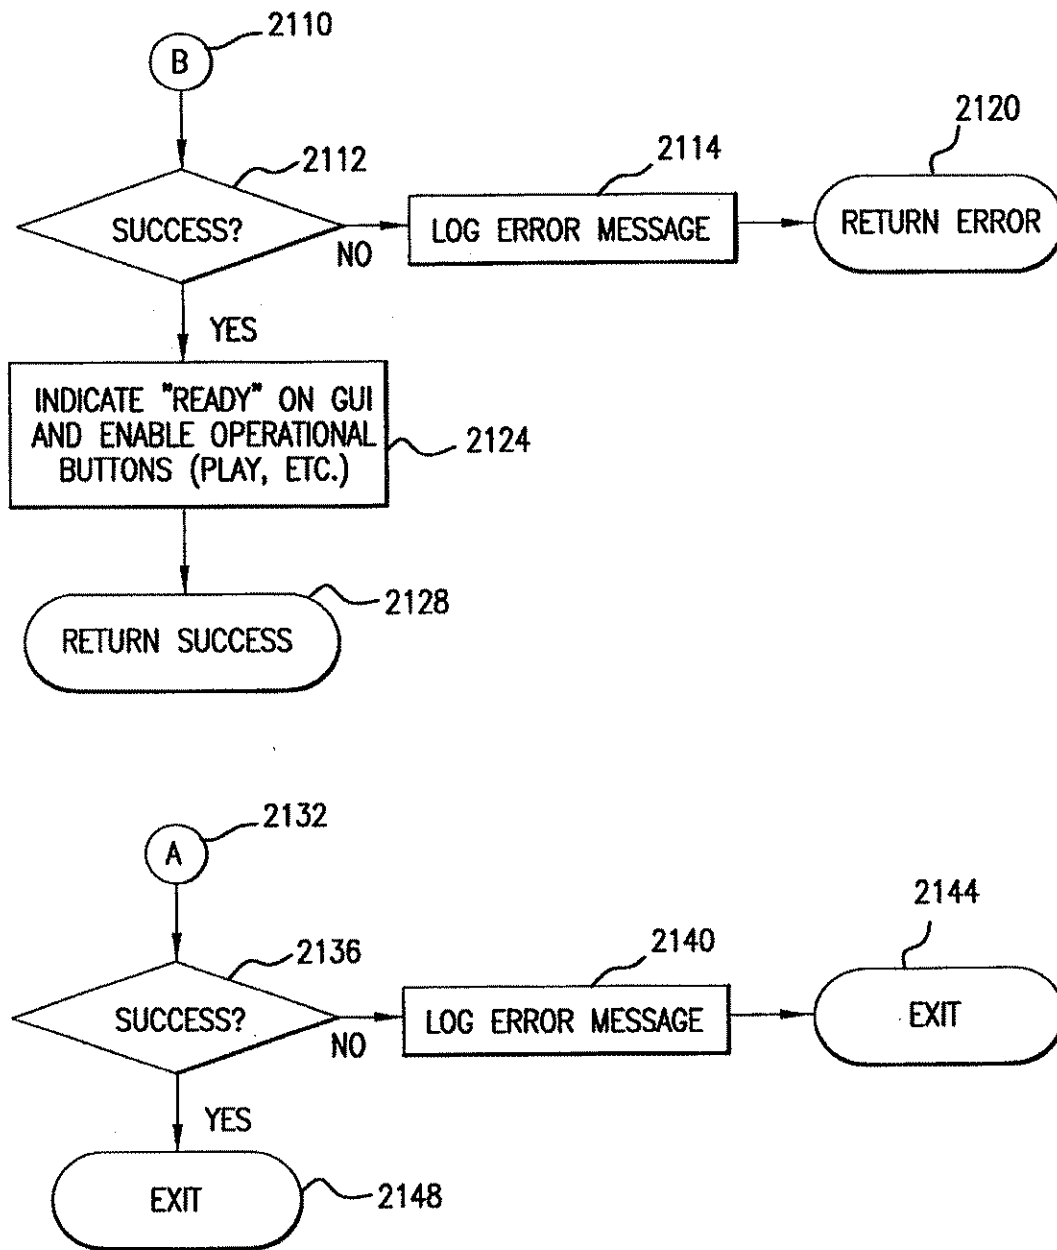 B
2110
2112
SUCCESS?
NO
2114
LOG ERROR MESSAGE
2120
RETURN ERROR
YES
INDICATE "READY" ON GUI
AND ENABLE OPERATIONAL
BUTTONS (PLAY, ETC.)
2124
RETURN SUCCESS
2128
A
2132
2136
SUCCESS?
NO
2140
LOG ERROR MESSAGE
2144
EXIT
YES
EXIT
2148